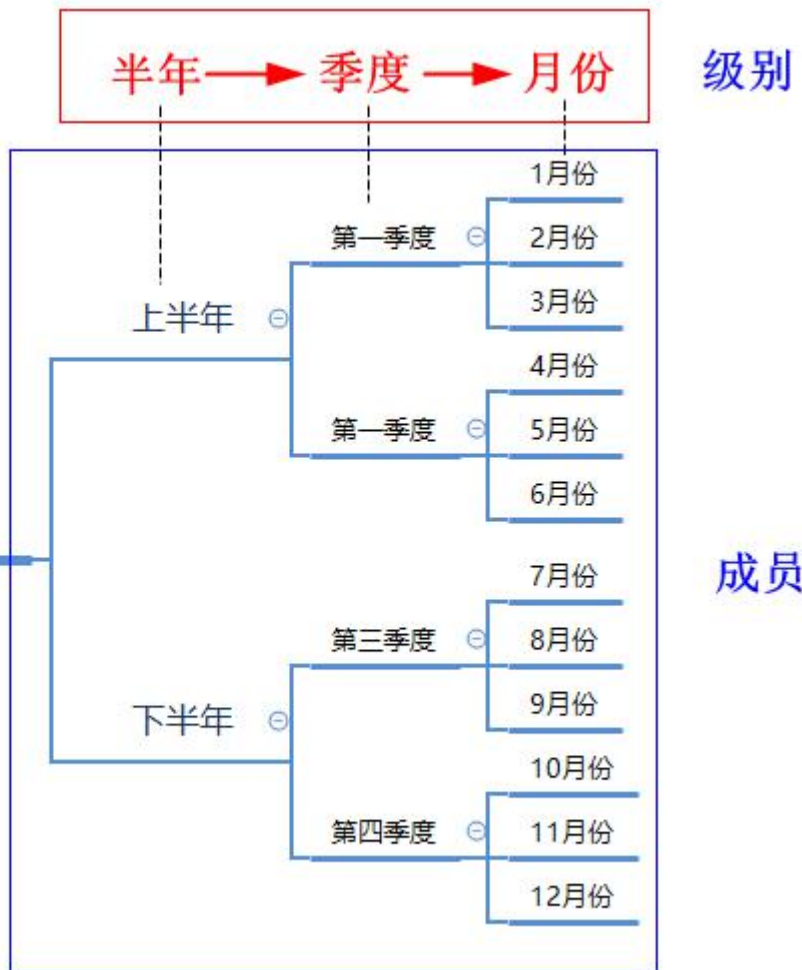 半年 季度 月份
级别
1月份
第一季度
2月份
3月份
上半年
4月份
第一季度
5月份
6月份
成员
7月份
第三季度
8月份
9月份
下半年
10月份
第四季度
11月份
12月份